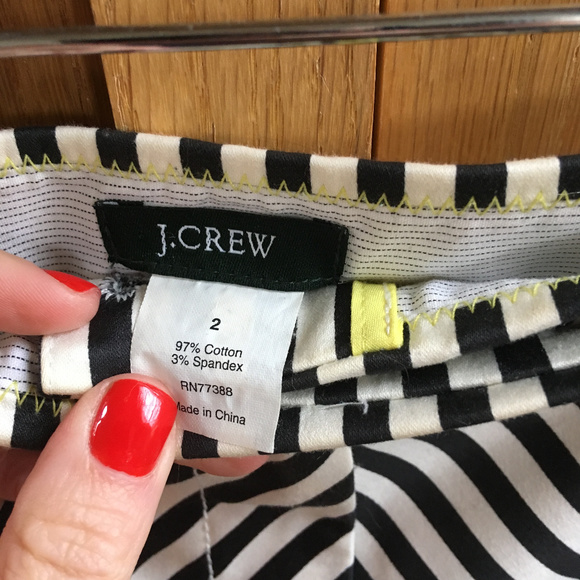 J.CREW
2
97% Cotton
3% Spandex
RN77388
Made in China